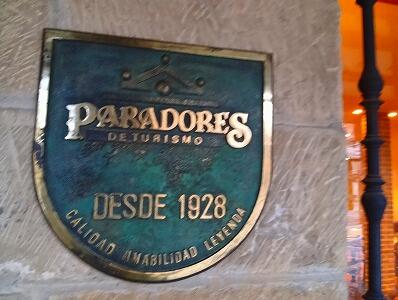 PARADORES
DE TURISMO
DESDE 1928
CALIDAD AMABILIDAD LEYENDA